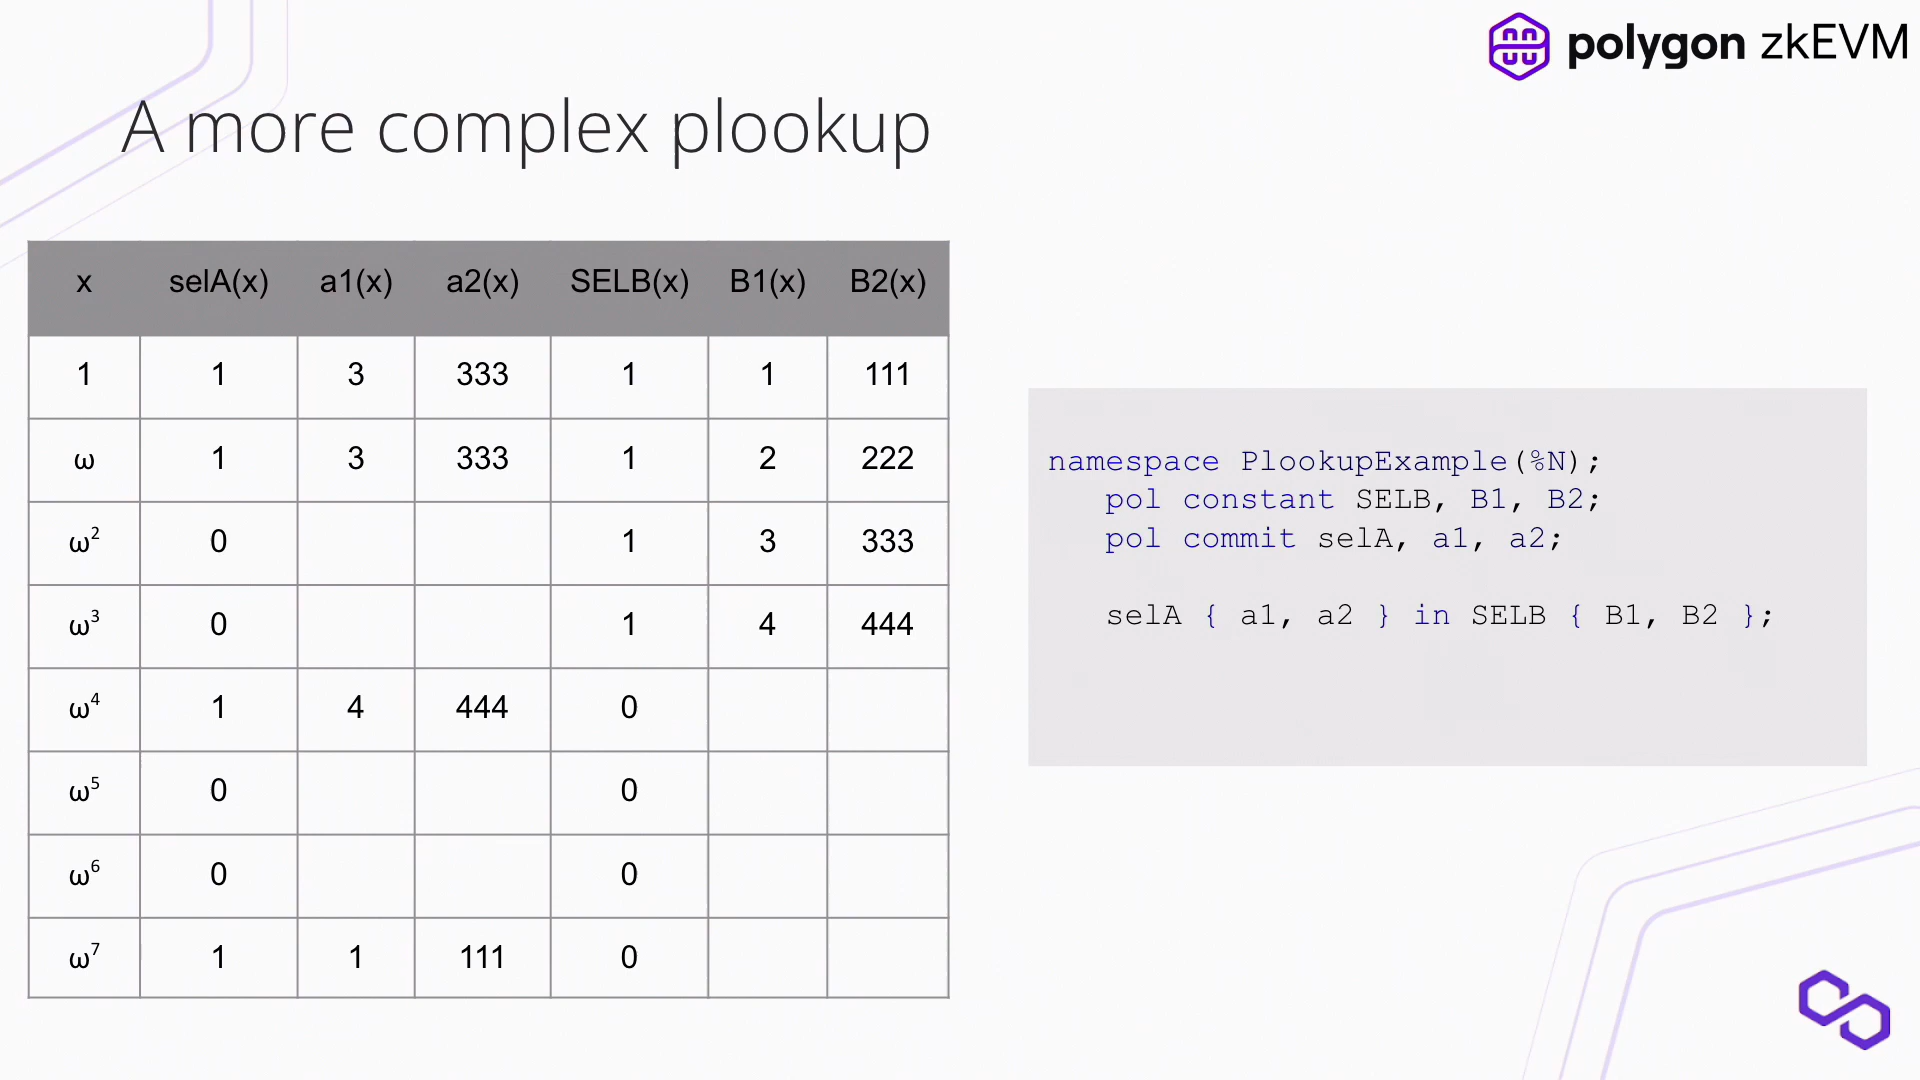 polygon zkEVM
A more complex plookup
x selA(x) a1(x) a2(x) SELB(x) B1(x) B2(x)
1 1 3 333 1 1 111
ω 1 3 333 1 2 222
ω² 0 1 3 333
ω³ 0 1 4 444
ω⁴ 1 4 444 0
ω⁵ 0 0
ω⁶ 0 0
ω⁷ 1 1 111 0
namespace PlookupExample(%N);
pol constant SELB, B1, B2;
pol commit selA, a1, a2;
selA { a1, a2 } in SELB { B1, B2 };